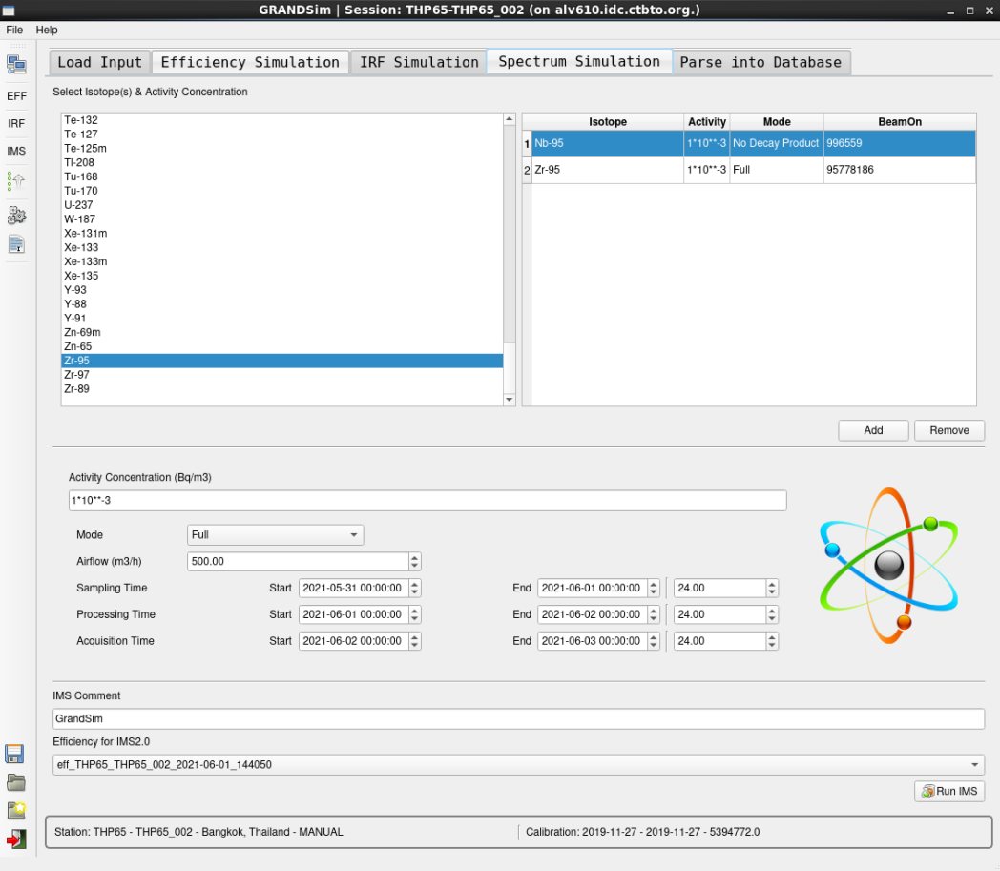 GRANDSim | Session: THP65-THP65_002 (on alv610.idc.ctbto.org.)
File Help
Load Input Efficiency Simulation IRF Simulation Spectrum Simulation Parse into Database
EFF
IRF
IMS
Select Isotope(s) & Activity Concentration
Te-132
Te-127
Te-125m
Tl-208
Tu-168
Tu-170
U-237
W-187
Xe-131m
Xe-133
Xe-133m
Xe-135
Y-93
Y-88
Y-91
Zn-69m
Zn-65
Zr-95
Zr-97
Zr-89
Isotope Activity Mode BeamOn
1 Nb-95 1*10**-3 No Decay Product 996559
2 Zr-95 1*10**-3 Full 95778186
Add Remove
Activity Concentration (Bq/m3)
1*10**-3
Mode Full
Airflow (m3/h) 500.00
Sampling Time Start 2021-05-31 00:00:00 End 2021-06-01 00:00:00 24.00
Processing Time Start 2021-06-01 00:00:00 End 2021-06-02 00:00:00 24.00
Acquisition Time Start 2021-06-02 00:00:00 End 2021-06-03 00:00:00 24.00
IMS Comment
GrandSim
Efficiency for IMS2.0
eff_THP65_THP65_002_2021-06-01_144050
Run IMS
Station: THP65 - THP65_002 - Bangkok, Thailand - MANUAL Calibration: 2019-11-27 - 2019-11-27 - 5394772.0